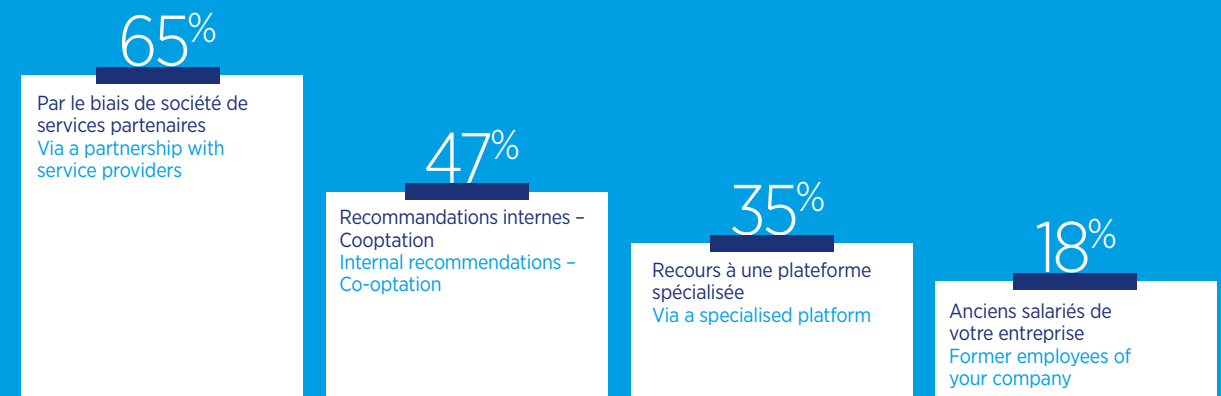 65%
Par le biais de société de
services partenaires
Via a partnership with
service providers
47%
Recommandations internes –
Cooptation
Internal recommendations –
Co-optation
35%
Recours à une plateforme
spécialisée
Via a specialised platform
18%
Anciens salariés de
votre entreprise
Former employees of
your company